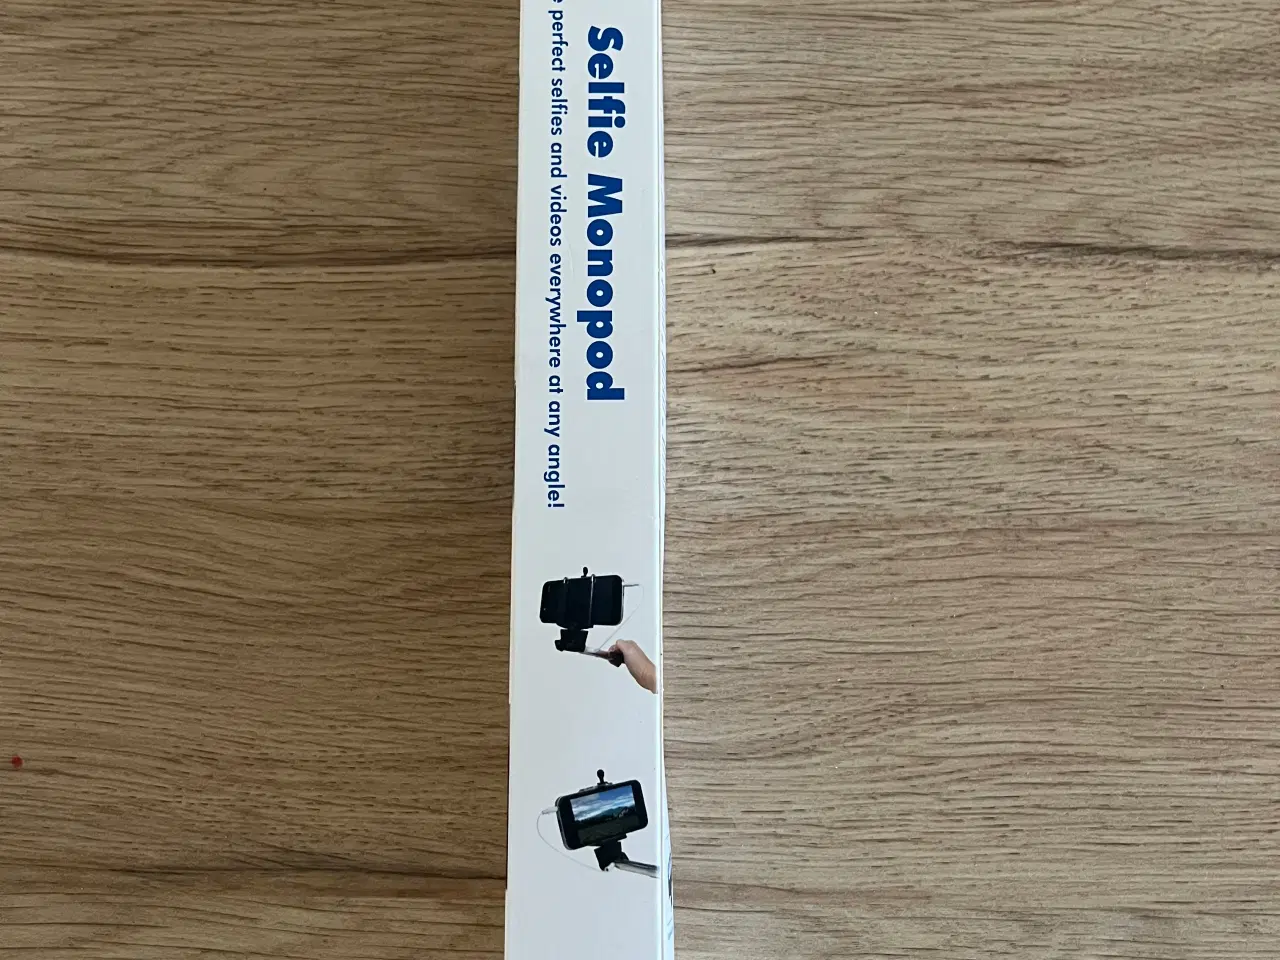 Selfie Monopod
perfect selfies and videos everywhere at any angle!